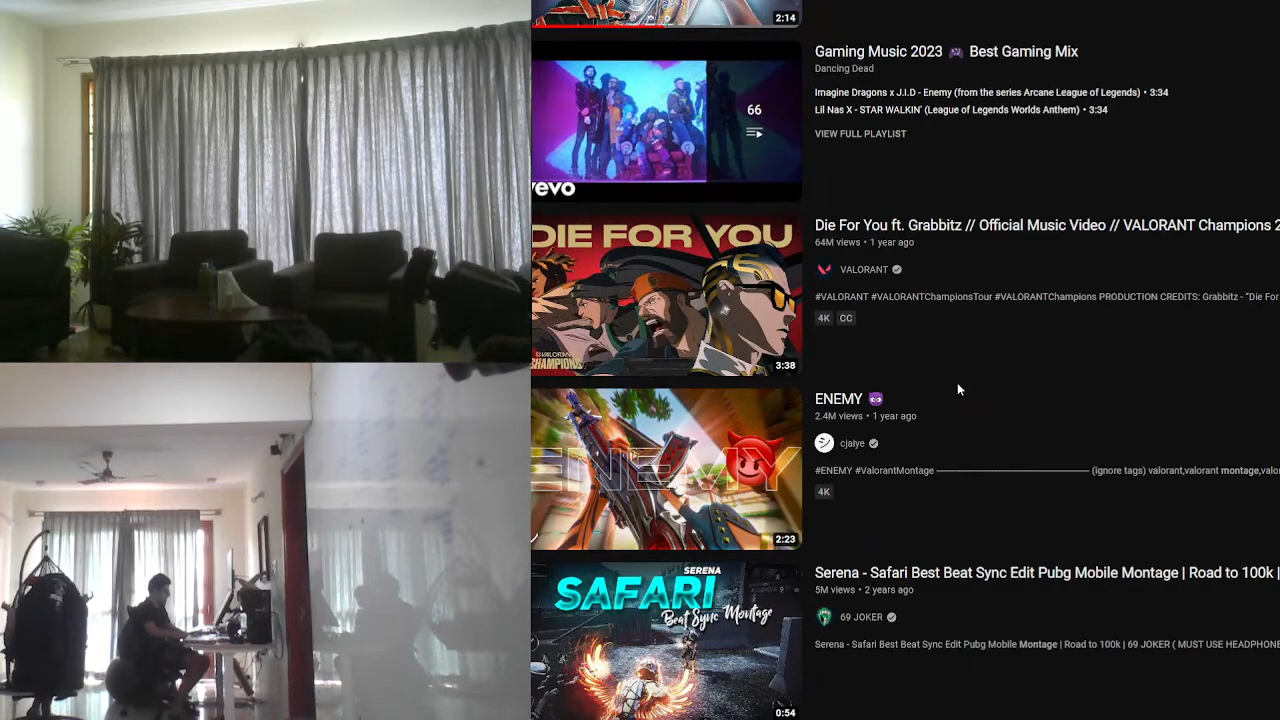 2:14
Gaming Music 2023 🎮 Best Gaming Mix
Dancing Dead
Imagine Dragons x J.I.D - Enemy (from the series Arcane League of Legends) • 3:34
Lil Nas X - STAR WALKIN' (League of Legends Worlds Anthem) • 3:34
VIEW FULL PLAYLIST
66
vevo
DIE FOR YOU
VALORANT
CHAMPIONS
3:38
Die For You ft. Grabbitz // Official Music Video // VALORANT Champions 2
64M views • 1 year ago
VALORANT
#VALORANT #VALORANTChampionsTour #VALORANTChampions PRODUCTION CREDITS: Grabbitz - "Die For
4K CC
ENEMY
2:23
ENEMY 😈
2.4M views • 1 year ago
cjaiye
#ENEMY #ValorantMontage ——————————————— (ignore tags) valorant,valorant montage,valo
4K
SERENA
SAFARI
Beat Sync Montage
0:54
Serena - Safari Best Beat Sync Edit Pubg Mobile Montage | Road to 100k |
5M views • 2 years ago
69 JOKER
Serena - Safari Best Beat Sync Edit Pubg Mobile Montage | Road to 100k | 69 JOKER ( MUST USE HEADPHONE